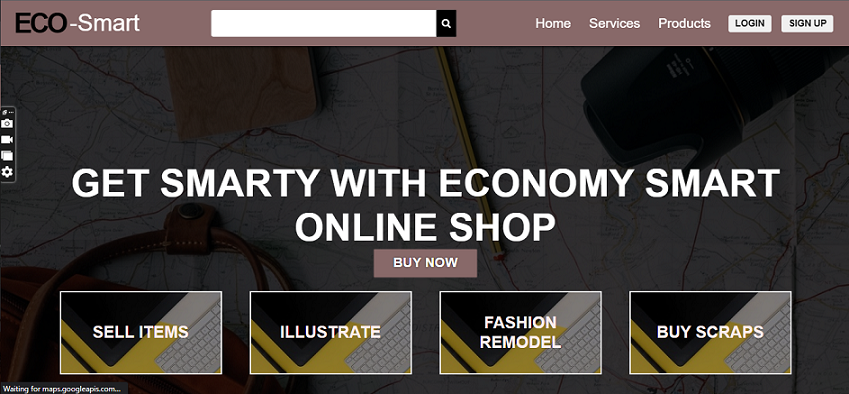 ECO-Smart
Home Services Products LOGIN SIGN UP
GET SMARTY WITH ECONOMY SMART
ONLINE SHOP
BUY NOW
SELL ITEMS
ILLUSTRATE
FASHION
REMODEL
BUY SCRAPS
Waiting for maps.googleapis.com...